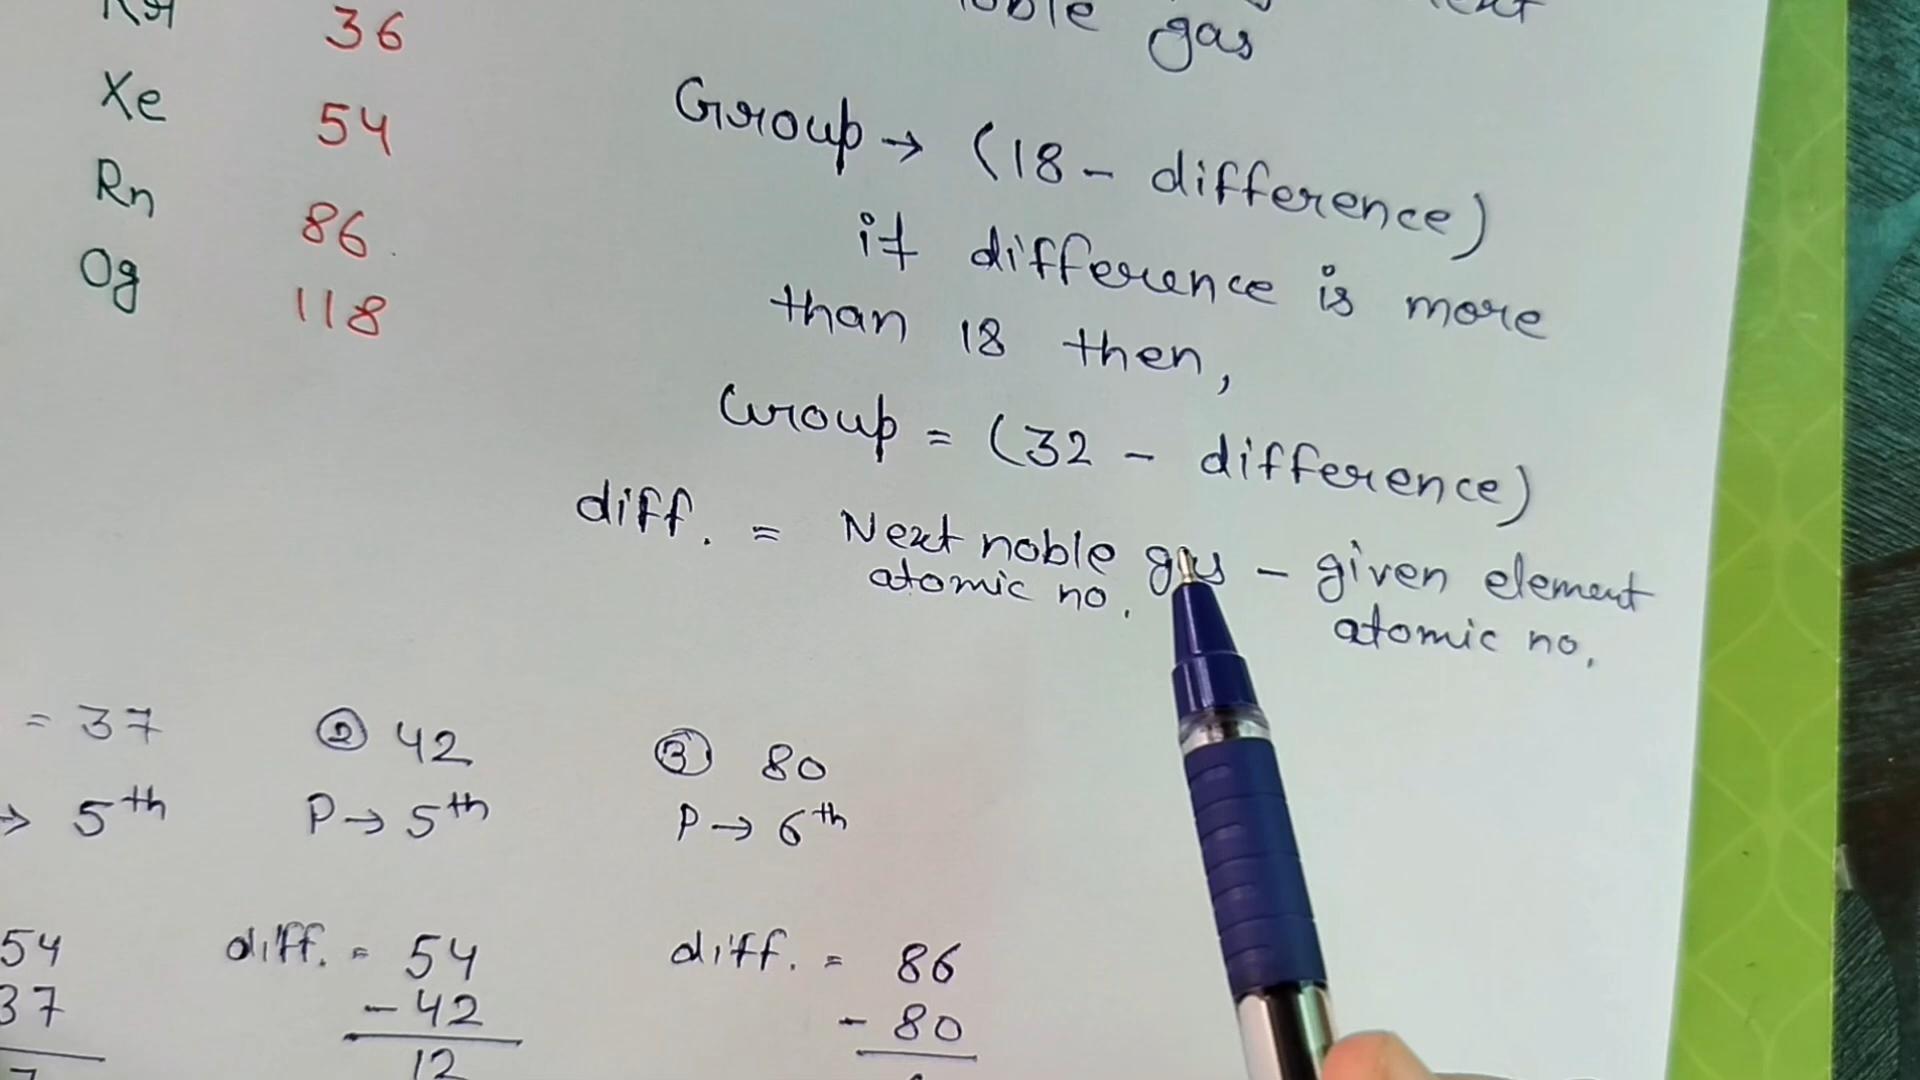 36
gas
Xe 54
Rn 86
Og 118
Group → (18 - difference)
if difference is more
than 18 then,
Group = (32 - difference)
diff. = Next noble gas - given element
atomic no. atomic no.
= 37 ② 42 ③ 80
→ 5th P → 5th P → 6th
54 diff. = 54 diff. = 86
37 - 42 - 80
12